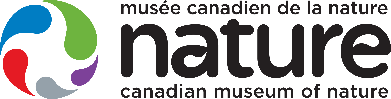 musée canadien de la nature
nature
canadian museum of nature